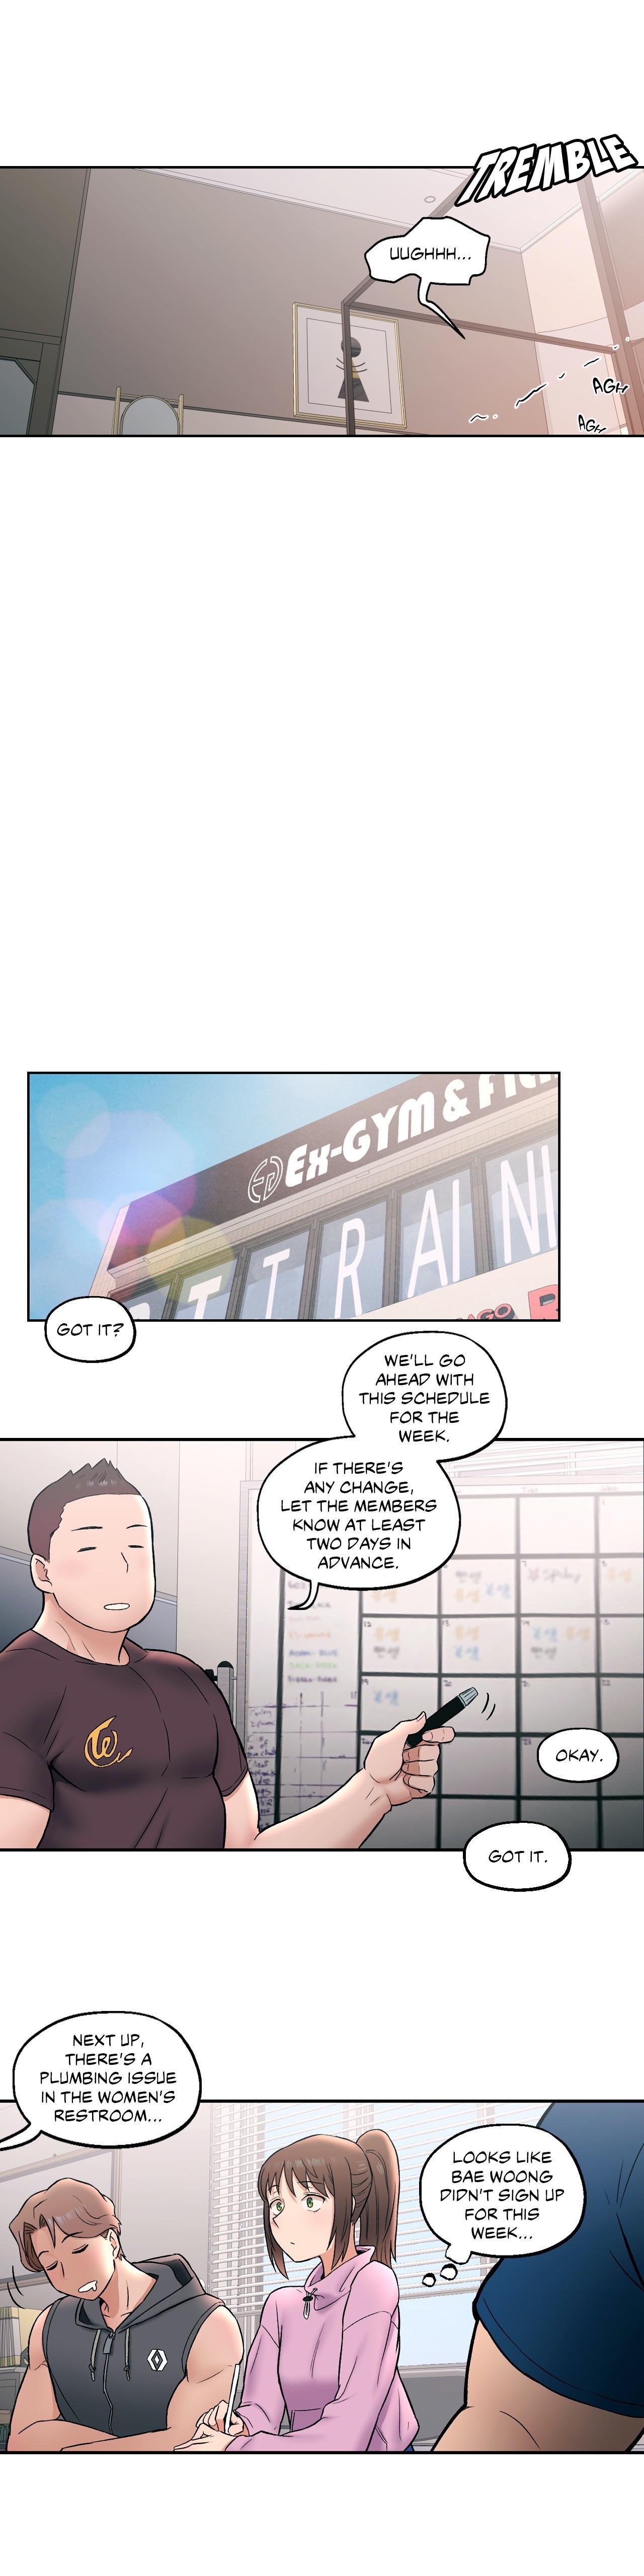 TREMBLE
UUGHHH...
AGH
AGH
EX-GYM &
T TRAIN
GOT IT?
WE'LL GO
AHEAD WITH
THIS SCHEDULE
FOR THE
WEEK.
IF THERE'S
ANY CHANGE,
LET THE MEMBERS
KNOW AT LEAST
TWO DAYS IN
ADVANCE.
OKAY.
GOT IT.
NEXT UP,
THERE'S A
PLUMBING ISSUE
IN THE WOMEN'S
RESTROOM...
LOOKS LIKE
BAE WOONG
DIDN'T SIGN UP
FOR THIS
WEEK...